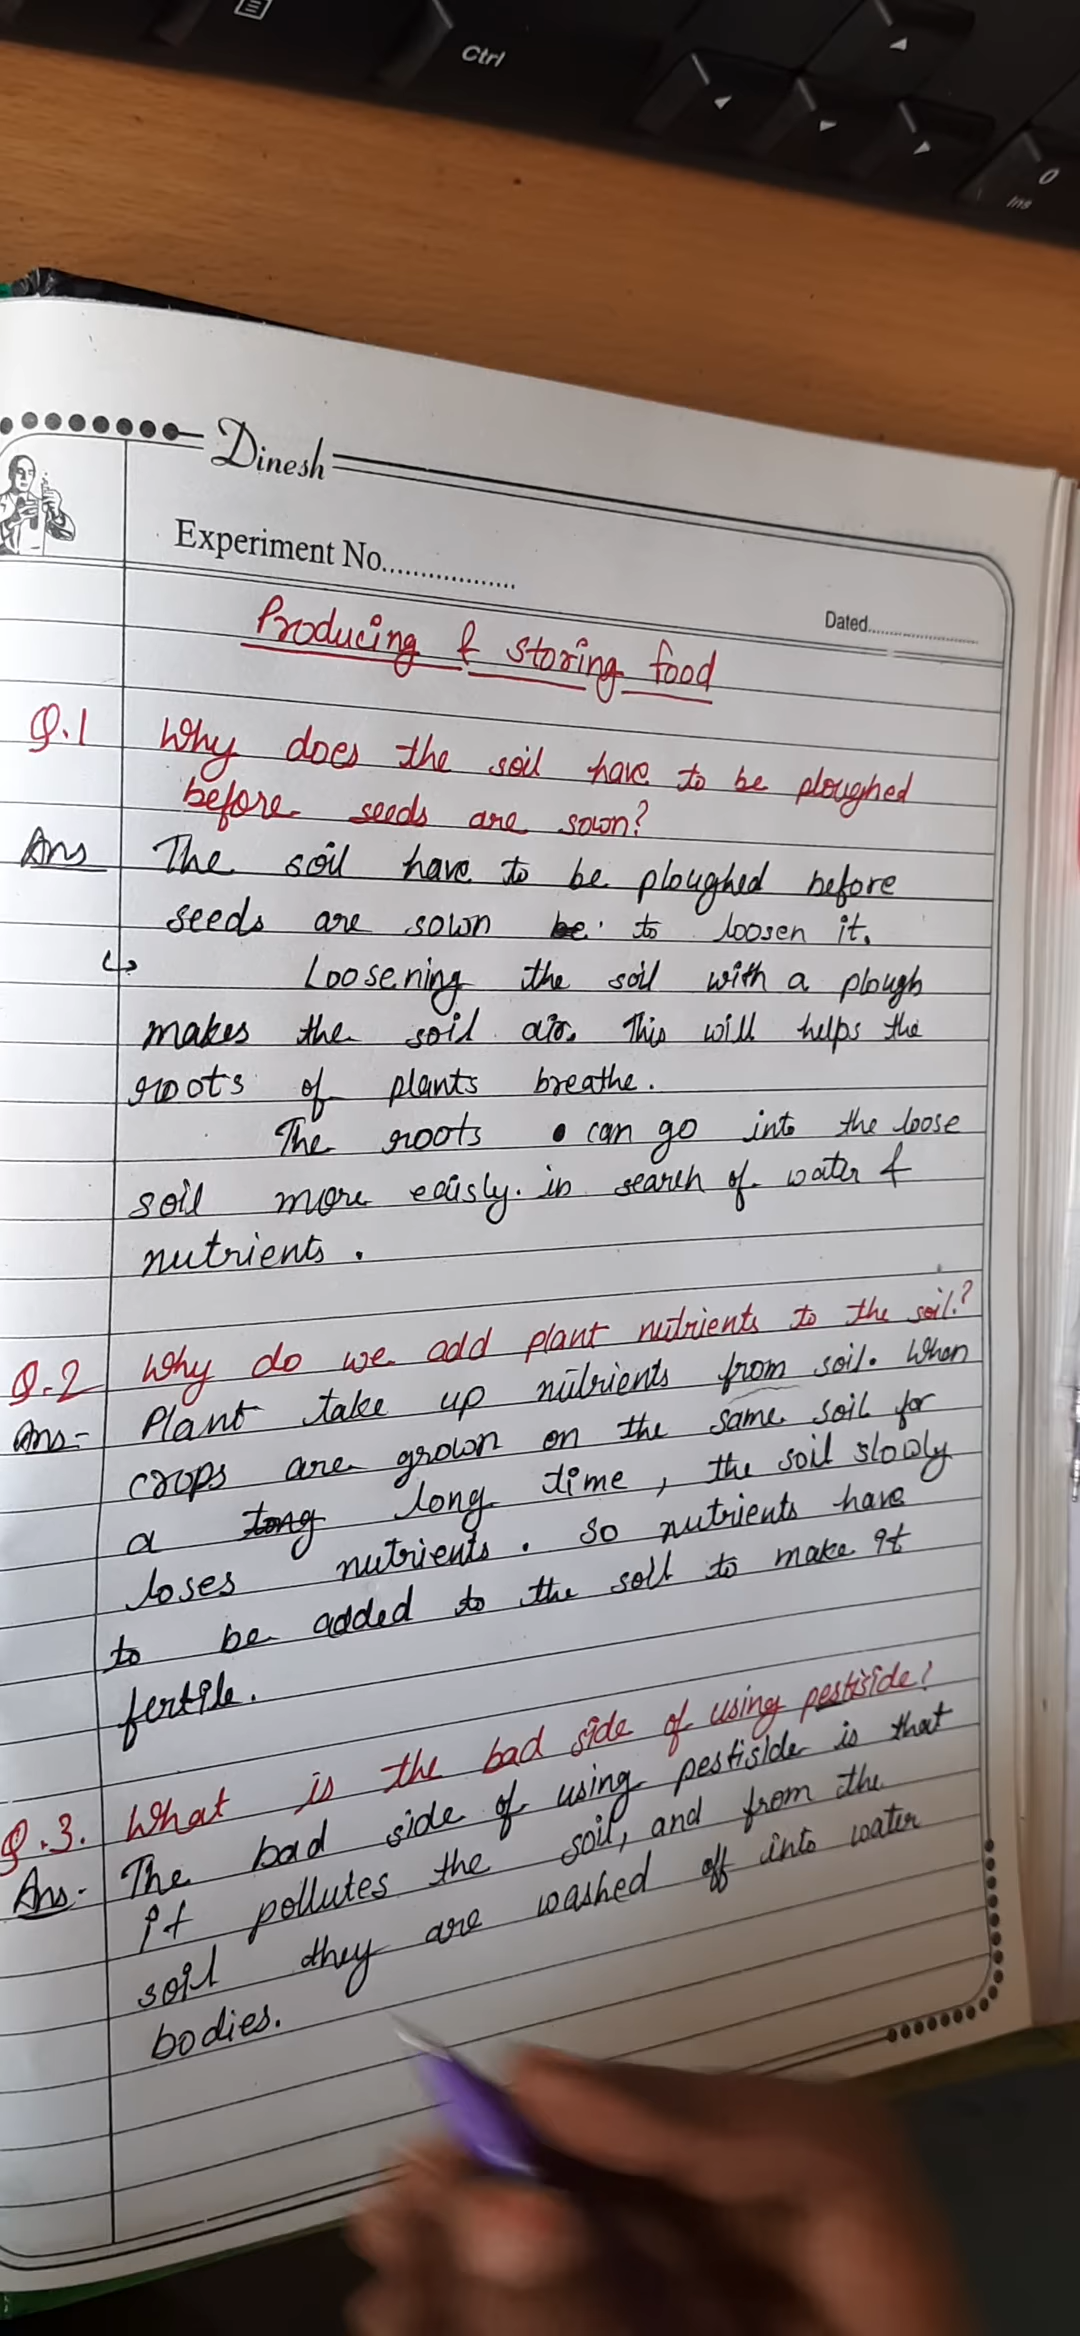 Ctrl
0
Ins
Dinesh
Experiment No..................
Dated........................
Producing & storing food
Q.1 Why does the soil have to be ploughed
before seeds are sown?
Ans The soil have to be ploughed before
seeds are sown be to loosen it.
↳ Loosening the soil with a plough
makes the soil air. This will helps the
roots of plants breathe.
The roots can go into the loose
soil more eaisly. in search of water &
nutrients.
Q.2 Why do we add plant nutrients to the soil?
Ans- Plant take up nutrients from soil. When
crops are grown on the same soil for
a tong long time, the soil slowly
loses nutrients. so nutrients have
to be added to the soil to make it
fertile.
Q.3. What is the bad side of using pestiside?
Ans- The bad side of using pestiside is that
it pollutes the soil, and from the
soil they are washed off into water
bodies.